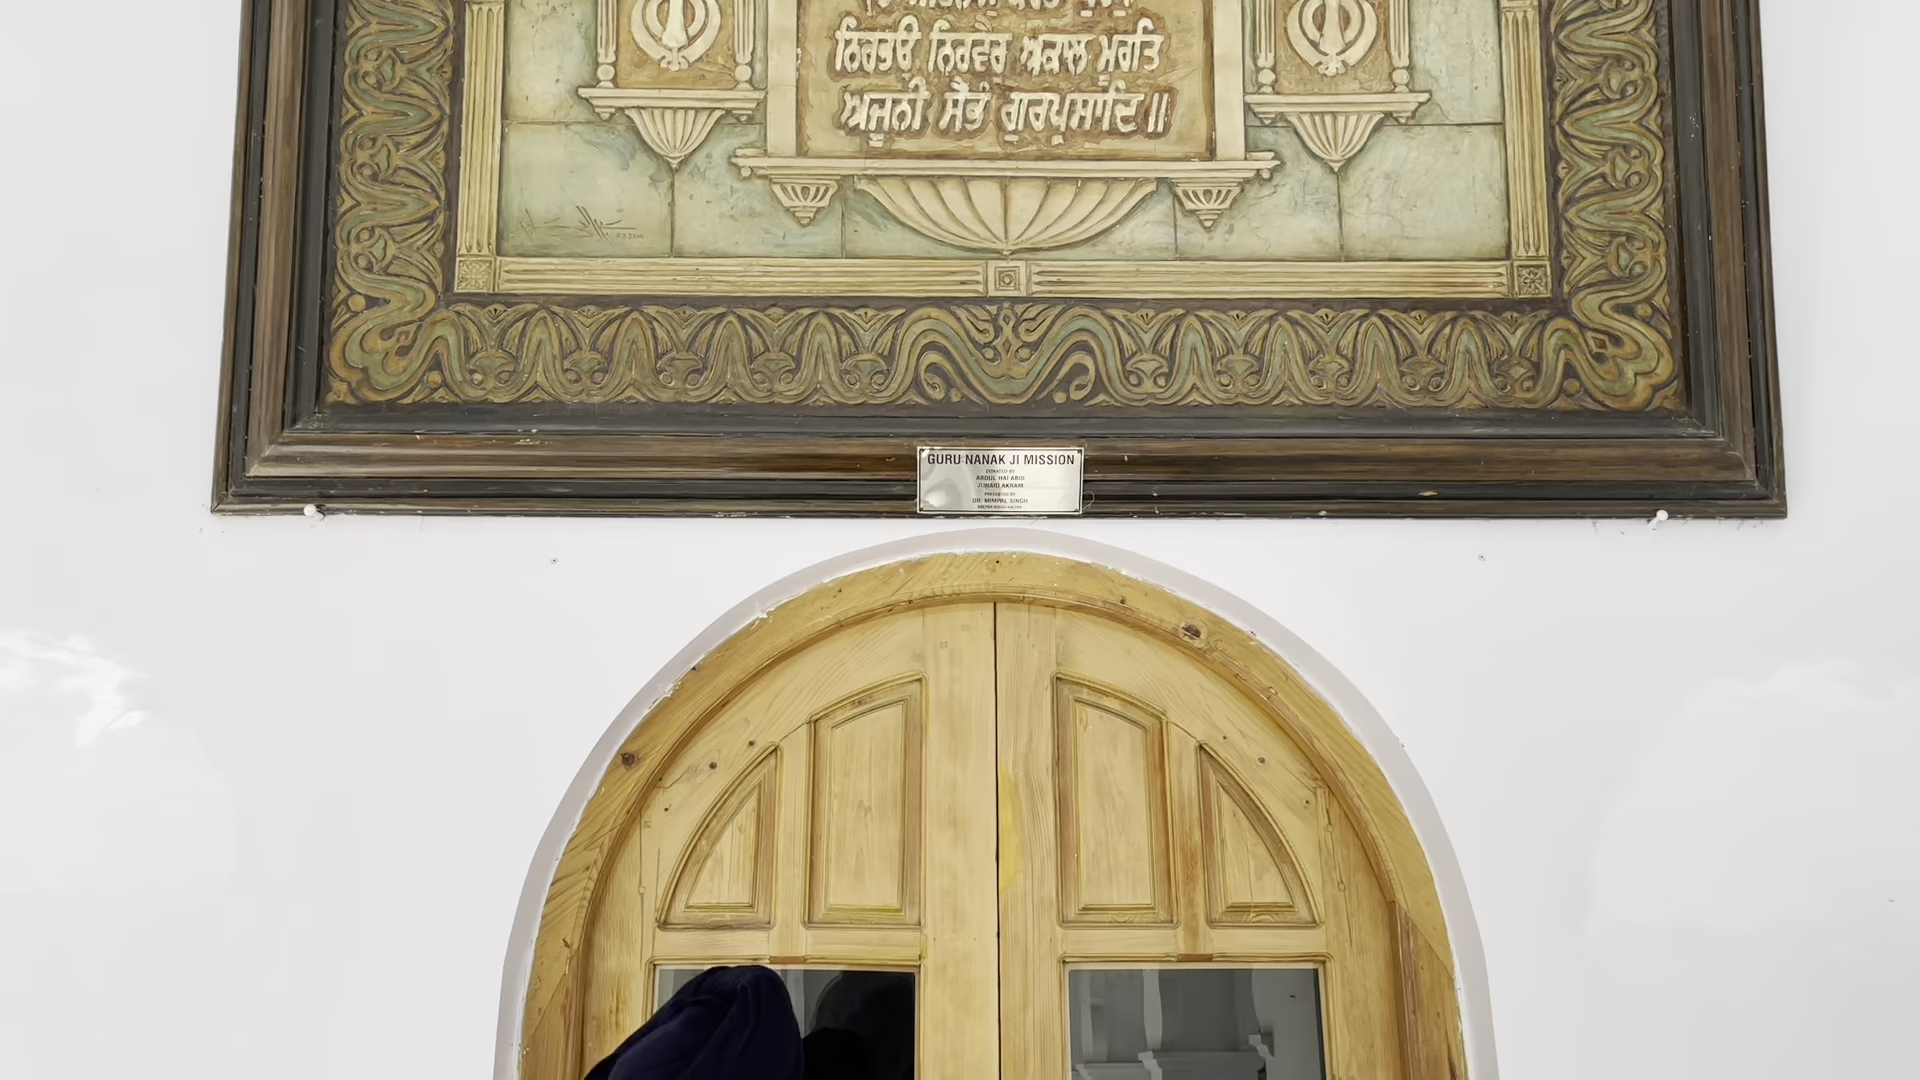 ਨਿਰਭਉ ਨਿਰਵੈਰ ਅਕਾਲ ਮੂਰਤਿ
ਅਜੂਨੀ ਸੈਭੰ ਗੁਰਪ੍ਰਸਾਦਿ॥
GURU NANAK JI MISSION
DONATED BY
ABDUL HAI ABID
JUNAID AKRAM
PRESENTED BY
DR. MIMPAL SINGH